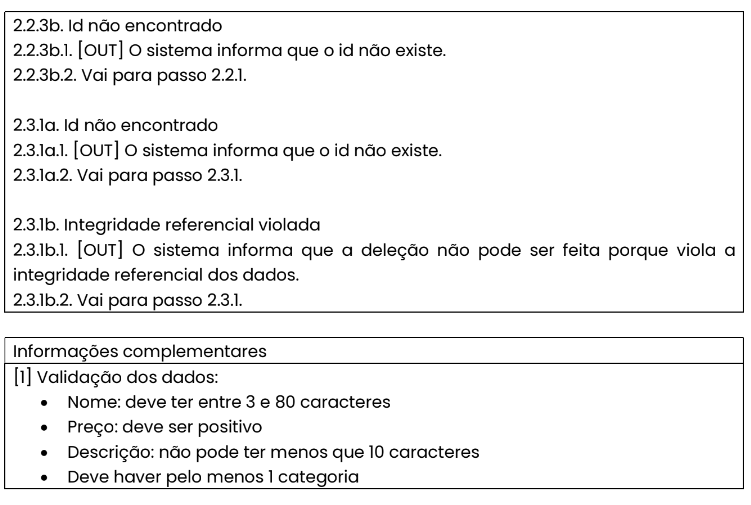 2.2.3b. Id não encontrado
2.2.3b.1. [OUT] O sistema informa que o id não existe.
2.2.3b.2. Vai para passo 2.2.1.
2.3.1a. Id não encontrado
2.3.1a.1. [OUT] O sistema informa que o id não existe.
2.3.1a.2. Vai para passo 2.3.1.
2.3.1b. Integridade referencial violada
2.3.1b.1. [OUT] O sistema informa que a deleção não pode ser feita porque viola a
integridade referencial dos dados.
2.3.1b.2. Vai para passo 2.3.1.
Informações complementares
[1] Validação dos dados:
• Nome: deve ter entre 3 e 80 caracteres
• Preço: deve ser positivo
• Descrição: não pode ter menos que 10 caracteres
• Deve haver pelo menos 1 categoria